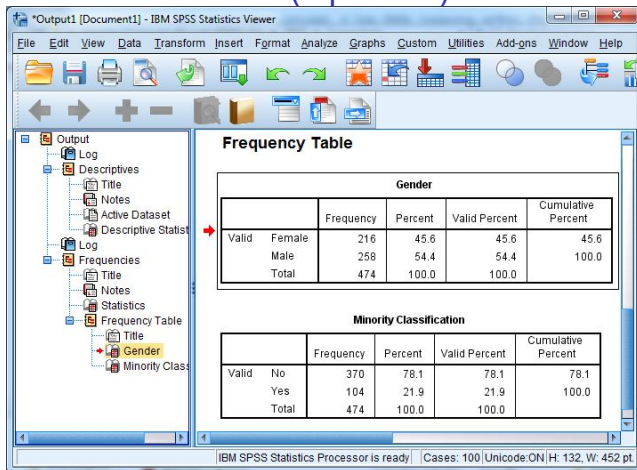 *Output1 [Document1] - IBM SPSS Statistics Viewer
File Edit View Data Transform Insert Format Analyze Graphs Custom Utilities Add-ons Window Help
Output
Log
Descriptives
Title
Notes
Active Dataset
Descriptive Statist
Log
Frequencies
Title
Notes
Statistics
Frequency Table
Title
Gender
Minority Class
Frequency Table
Gender
Frequency Percent Valid Percent Cumulative Percent
Valid Female 216 45.6 45.6 45.6
Male 258 54.4 54.4 100.0
Total 474 100.0 100.0
Minority Classification
Frequency Percent Valid Percent Cumulative Percent
Valid No 370 78.1 78.1 78.1
Yes 104 21.9 21.9 100.0
Total 474 100.0 100.0
IBM SPSS Statistics Processor is ready Cases: 100 Unicode:ON H: 132, W: 452 pt.